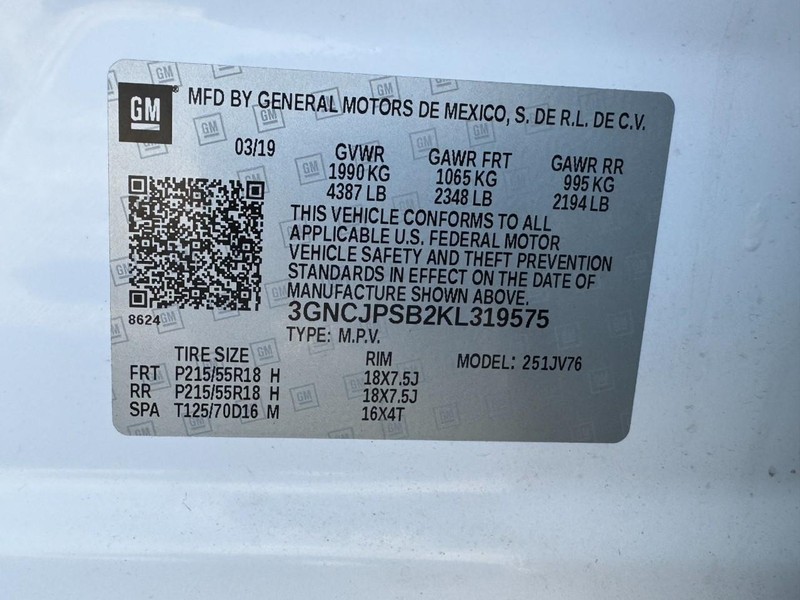 GM ® MFD BY GENERAL MOTORS DE MEXICO, S. DE R.L. DE C.V.
03/19 GVWR GAWR FRT GAWR RR
1990 KG 1065 KG 995 KG
4387 LB 2348 LB 2194 LB
THIS VEHICLE CONFORMS TO ALL
APPLICABLE U.S. FEDERAL MOTOR
VEHICLE SAFETY AND THEFT PREVENTION
STANDARDS IN EFFECT ON THE DATE OF
MANUFACTURE SHOWN ABOVE.
8624 3GNCJPSB2KL319575
TYPE: M.P.V.
TIRE SIZE RIM MODEL: 251JV76
FRT P215/55R18 H 18X7.5J
RR P215/55R18 H 18X7.5J
SPA T125/70D16 M 16X4T